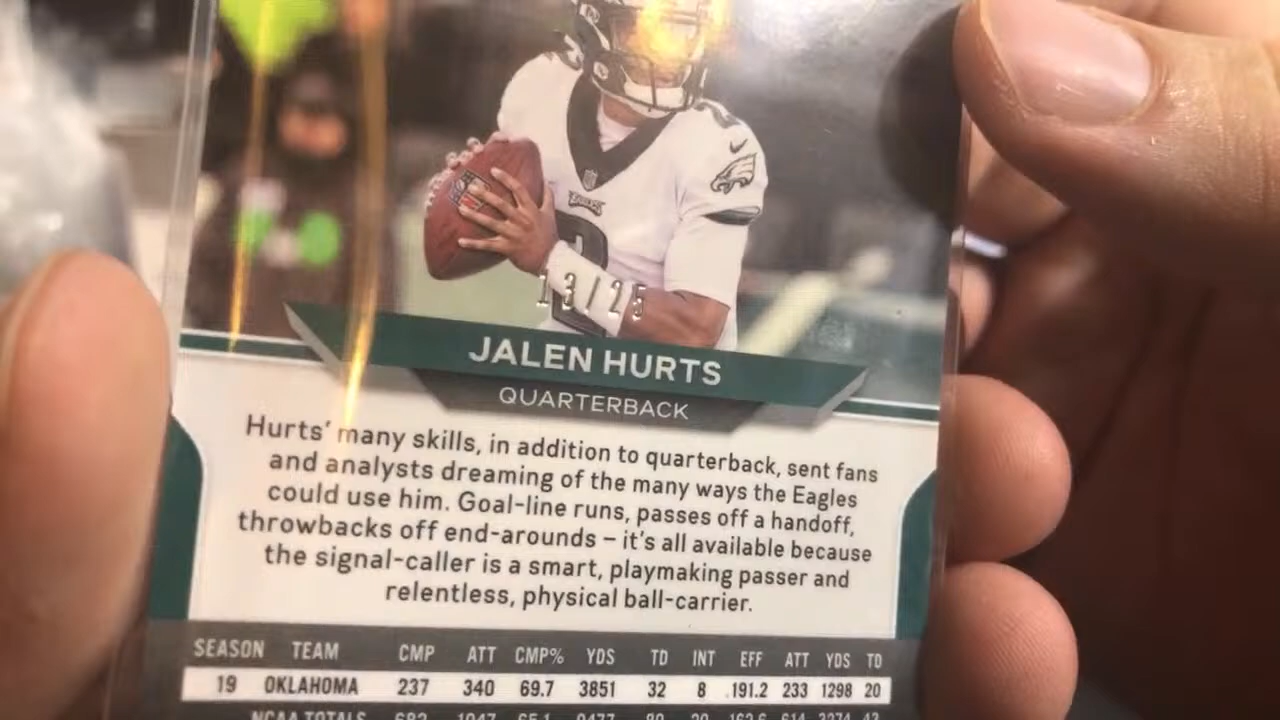 EAGLES
13/25
JALEN HURTS
QUARTERBACK
Hurts' many skills, in addition to quarterback, sent fans
and analysts dreaming of the many ways the Eagles
could use him. Goal-line runs, passes off a handoff,
throwbacks off end-arounds – it's all available because
the signal-caller is a smart, playmaking passer and
relentless, physical ball-carrier.
SEASON TEAM CMP ATT CMP% YDS TD INT EFF ATT YDS TD
19 OKLAHOMA 237 340 69.7 3851 32 8 191.2 233 1298 20
NCAA TOTALS